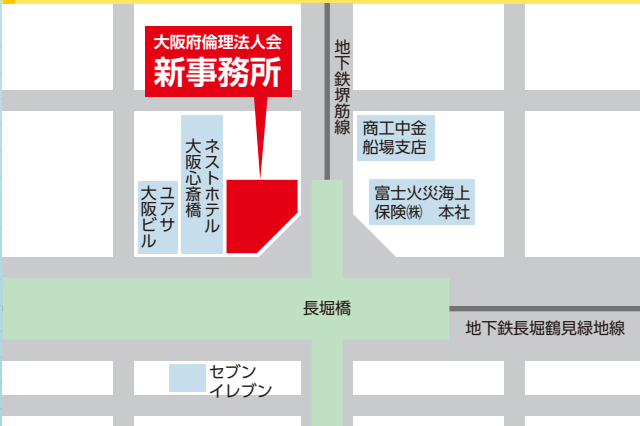 大阪府倫理法人会
新事務所
地下鉄堺筋線
商工中金
船場支店
ネストホテル
大阪心斎橋
ユアサ
大阪ビル
富士火災海上
保険㈱ 本社
長堀橋
地下鉄長堀鶴見緑地線
セブン
イレブン